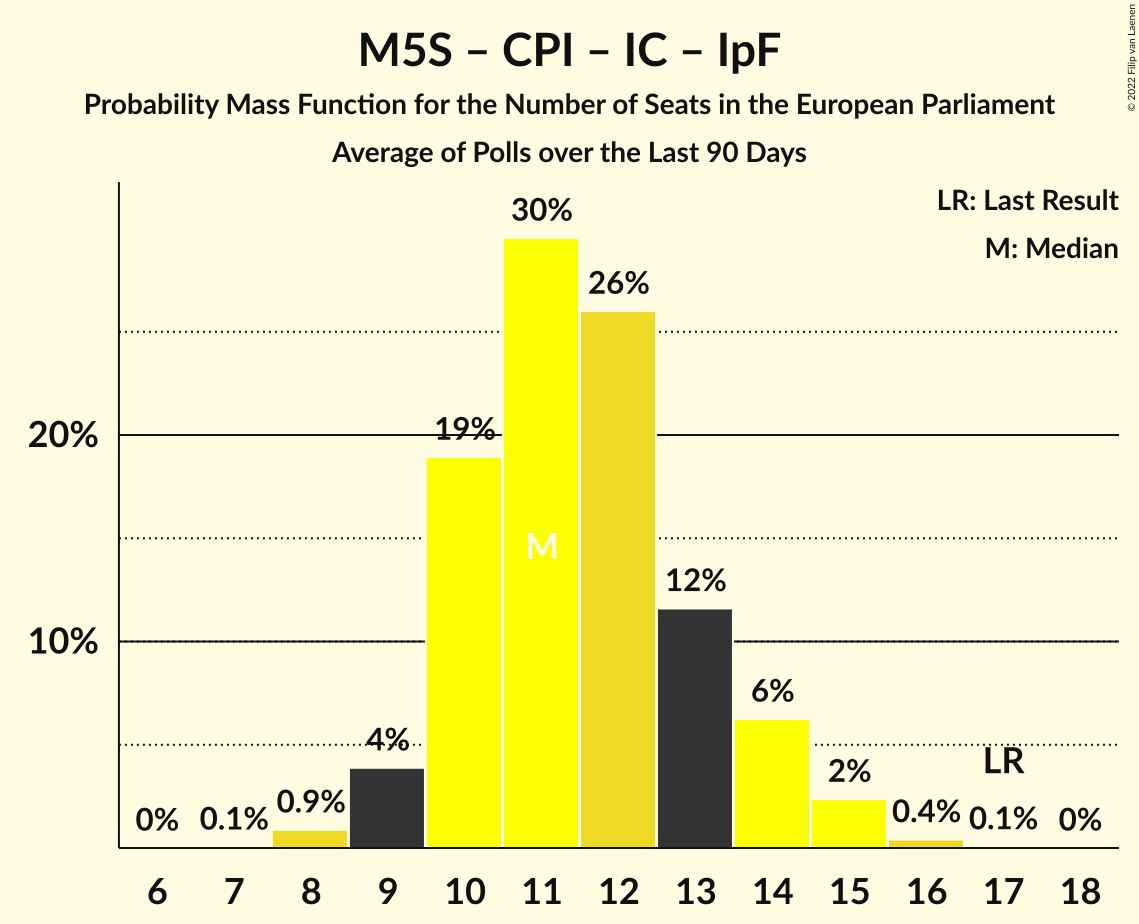 M5S – CPI – IC – IpF
Probability Mass Function for the Number of Seats in the European Parliament
Average of Polls over the Last 90 Days
© 2022 Filip van Laenen
LR: Last Result
M: Median
30%
26%
20%
19%
M
12%
10%
6%
4%
LR
2%
0%
0.1%
0.9%
0.4%
0.1%
0%
6 7 8 9 10 11 12 13 14 15 16 17 18